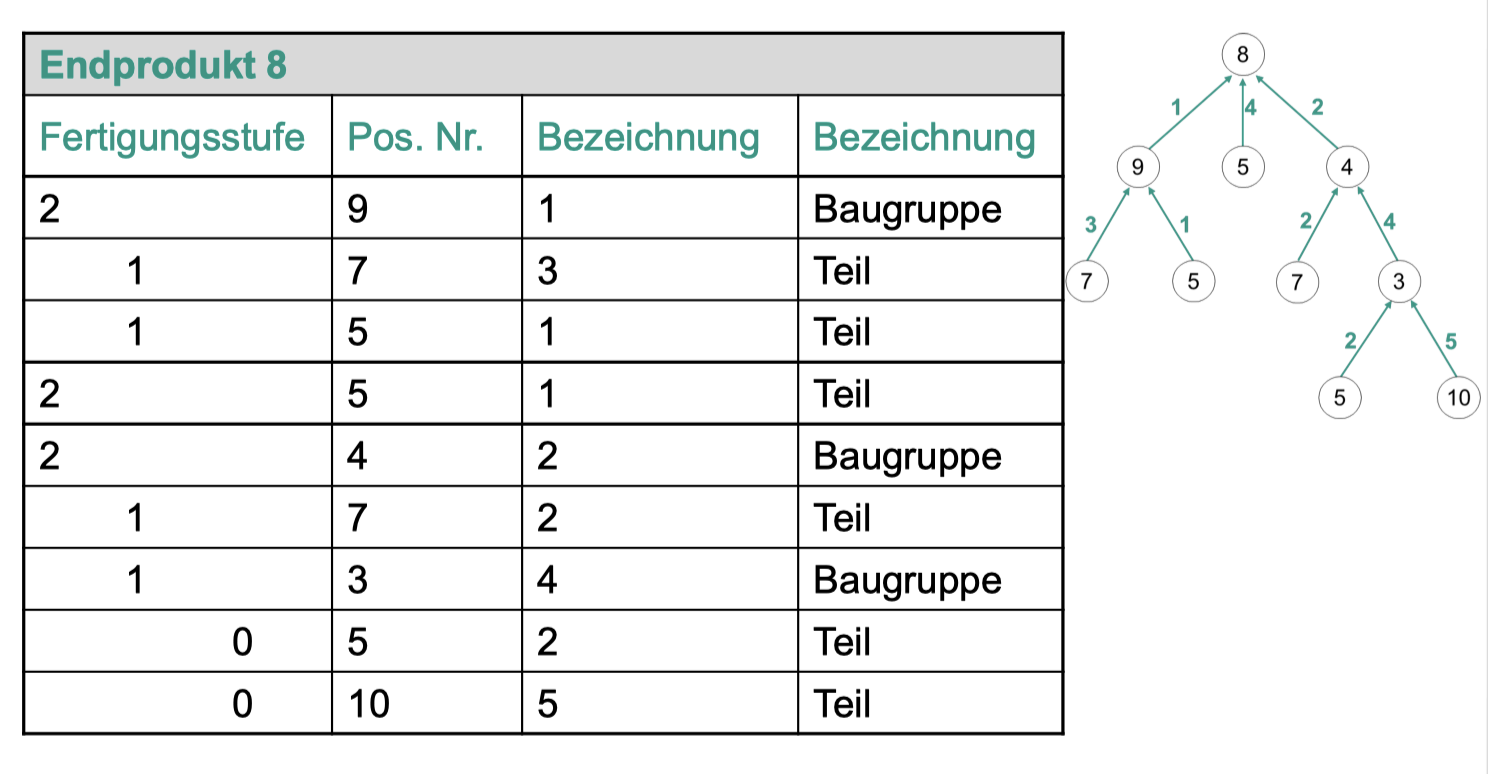 Endprodukt 8
Fertigungsstufe Pos. Nr. Bezeichnung Bezeichnung
2 9 1 Baugruppe
1 7 3 Teil
1 5 1 Teil
2 5 1 Teil
2 4 2 Baugruppe
1 7 2 Teil
1 3 4 Baugruppe
0 5 2 Teil
0 10 5 Teil
8
1 4 2
9 5 4
3 1 2 4
7 5 7 3
2 5
5 10